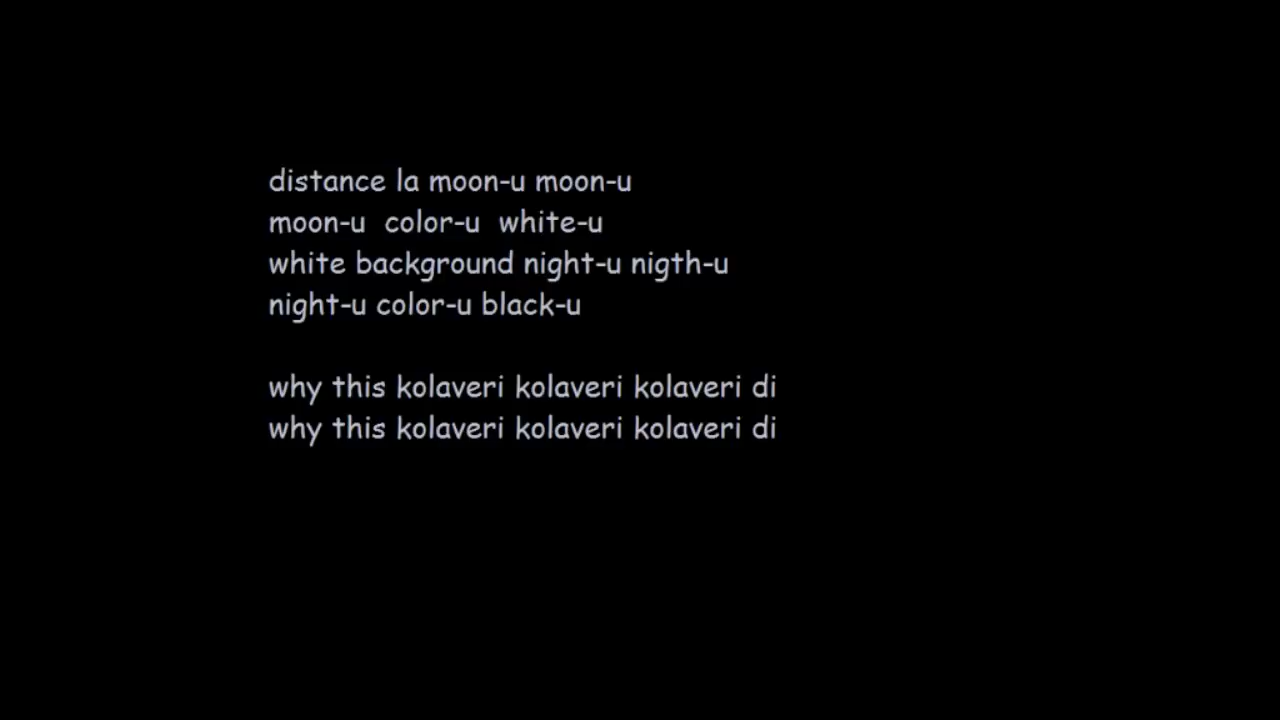 distance la moon-u moon-u
moon-u  color-u  white-u
white background night-u nigth-u
night-u color-u black-u

why this kolaveri kolaveri kolaveri di
why this kolaveri kolaveri kolaveri di